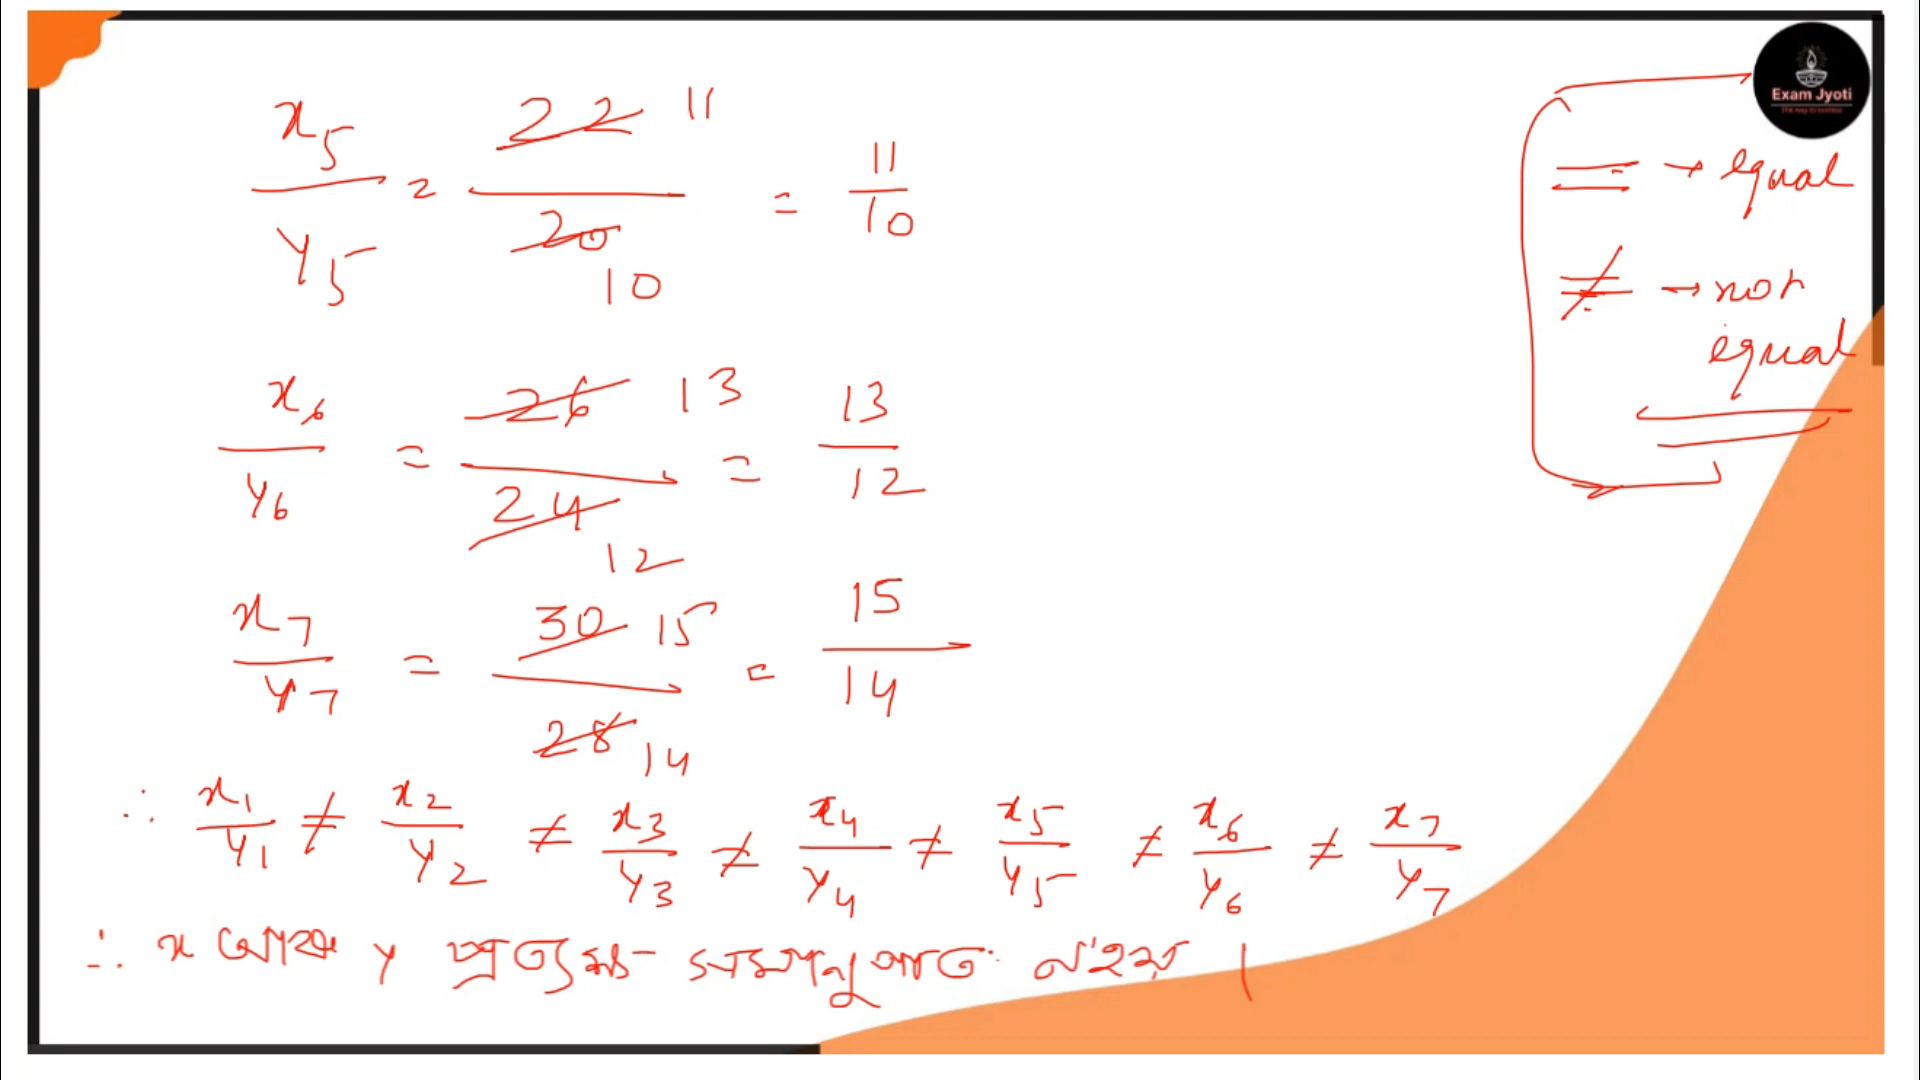 x₅/y₅ = 22/20 = 11/10
11
10
x₆/y₆ = 26/24 = 13/12
13
12
x₇/y₇ = 30/28 = 15/14
15
14
∴ x₁/y₁ ≠ x₂/y₂ ≠ x₃/y₃ ≠ x₄/y₄ ≠ x₅/y₅ ≠ x₆/y₆ ≠ x₇/y₇
∴ x আৰু y প্ৰত্যক্ষ সমানুপাতত নহয়।
Exam Jyoti
= → equal
≠ → not
equal